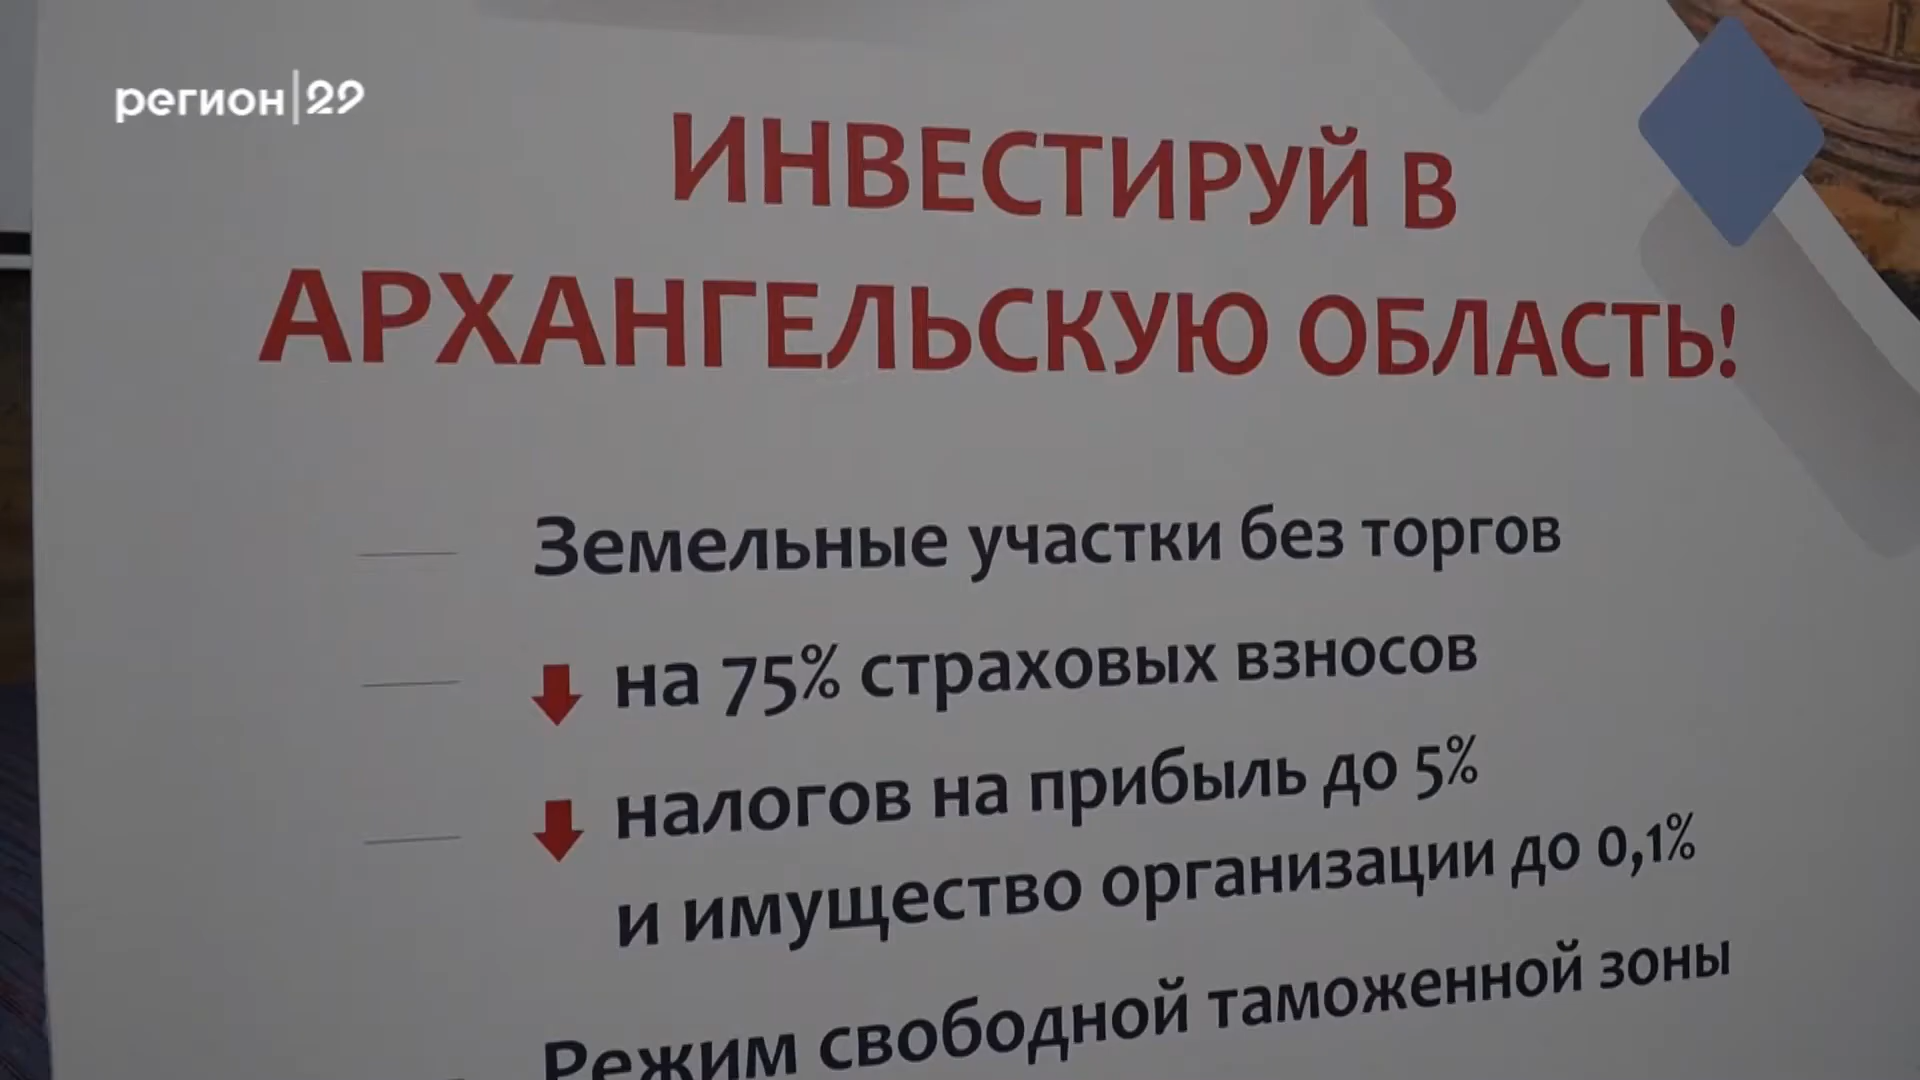 регион|29
ИНВЕСТИРУЙ В
АРХАНГЕЛЬСКУЮ ОБЛАСТЬ!
Земельные участки без торгов
на 75% страховых взносов
налогов на прибыль до 5%
и имущество организации до 0,1%
Режим свободной таможенной зоны